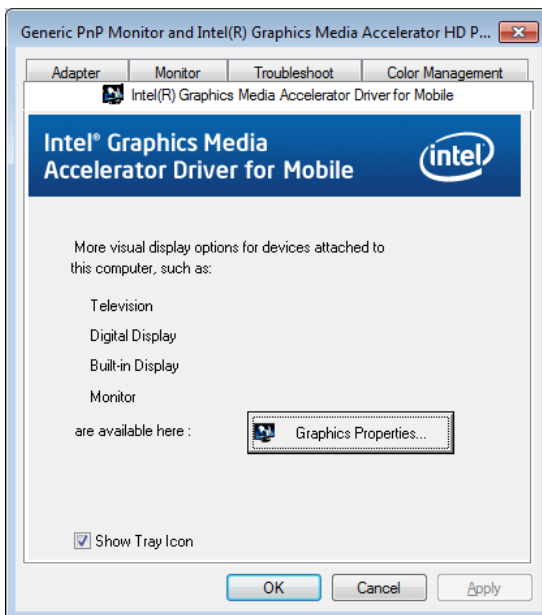 Generic PnP Monitor and Intel(R) Graphics Media Accelerator HD P...
Adapter Monitor Troubleshoot Color Management
Intel(R) Graphics Media Accelerator Driver for Mobile
Intel® Graphics Media
Accelerator Driver for Mobile
intel
More visual display options for devices attached to
this computer, such as:
Television
Digital Display
Built-in Display
Monitor
are available here :
Graphics Properties...
Show Tray Icon
OK Cancel Apply